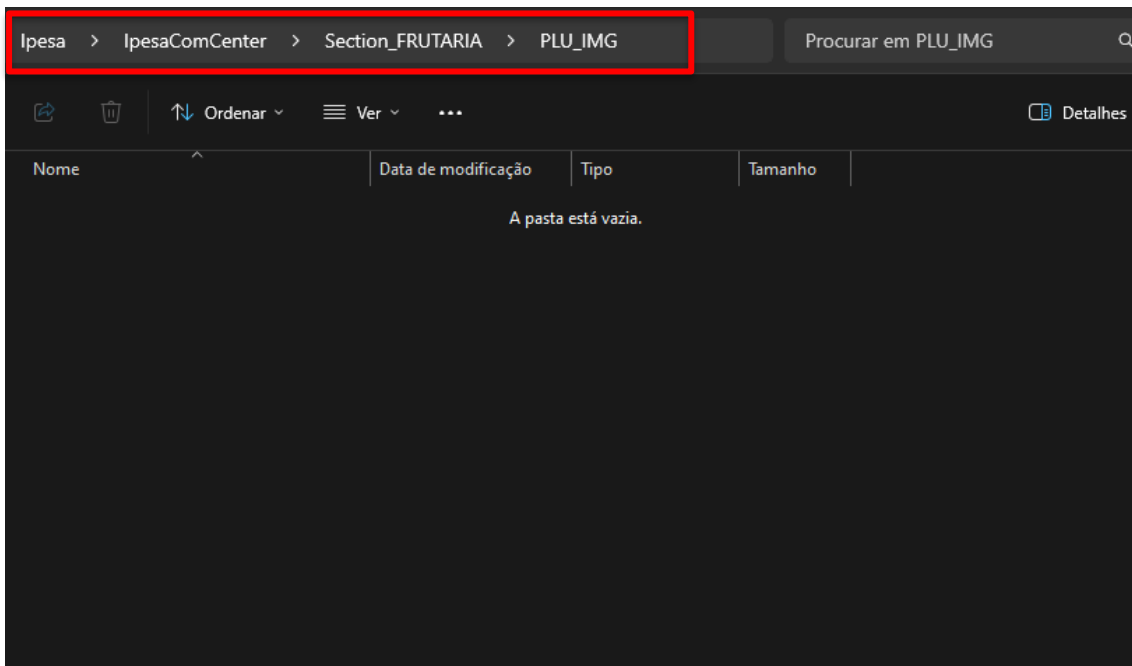 Ipesa > IpesaComCenter > Section_FRUTARIA > PLU_IMG Procurar em PLU_IMG
Ordenar Ver ... Detalhes
Nome Data de modificação Tipo Tamanho
A pasta está vazia.